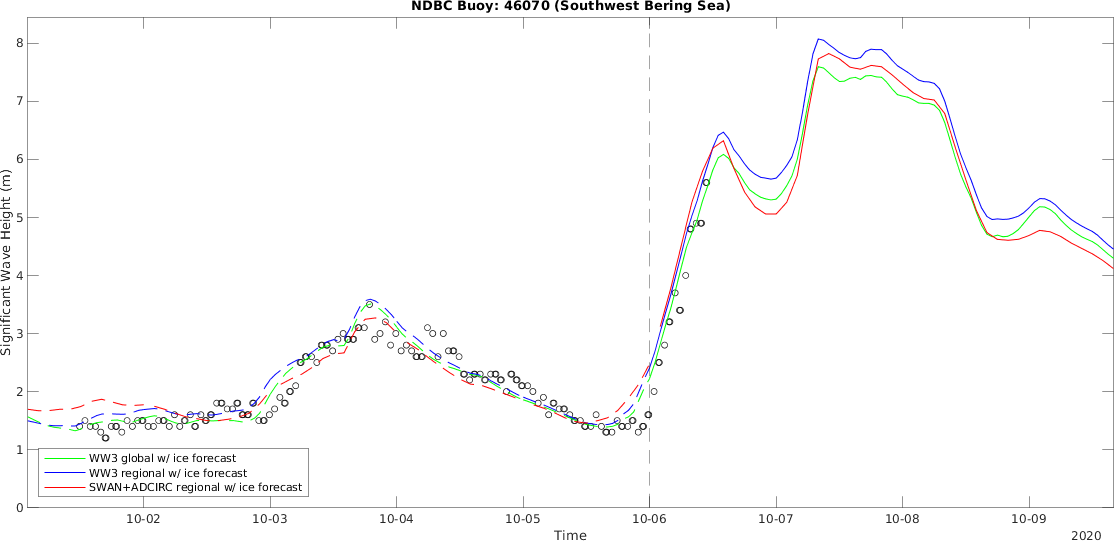 NDBC Buoy: 46070 (Southwest Bering Sea)
Significant Wave Height (m)
8
7
6
5
4
3
2
1
0
WW3 global w/ ice forecast
WW3 regional w/ ice forecast
SWAN+ADCIRC regional w/ ice forecast
10-02 10-03 10-04 10-05 10-06 10-07 10-08 10-09
Time
2020